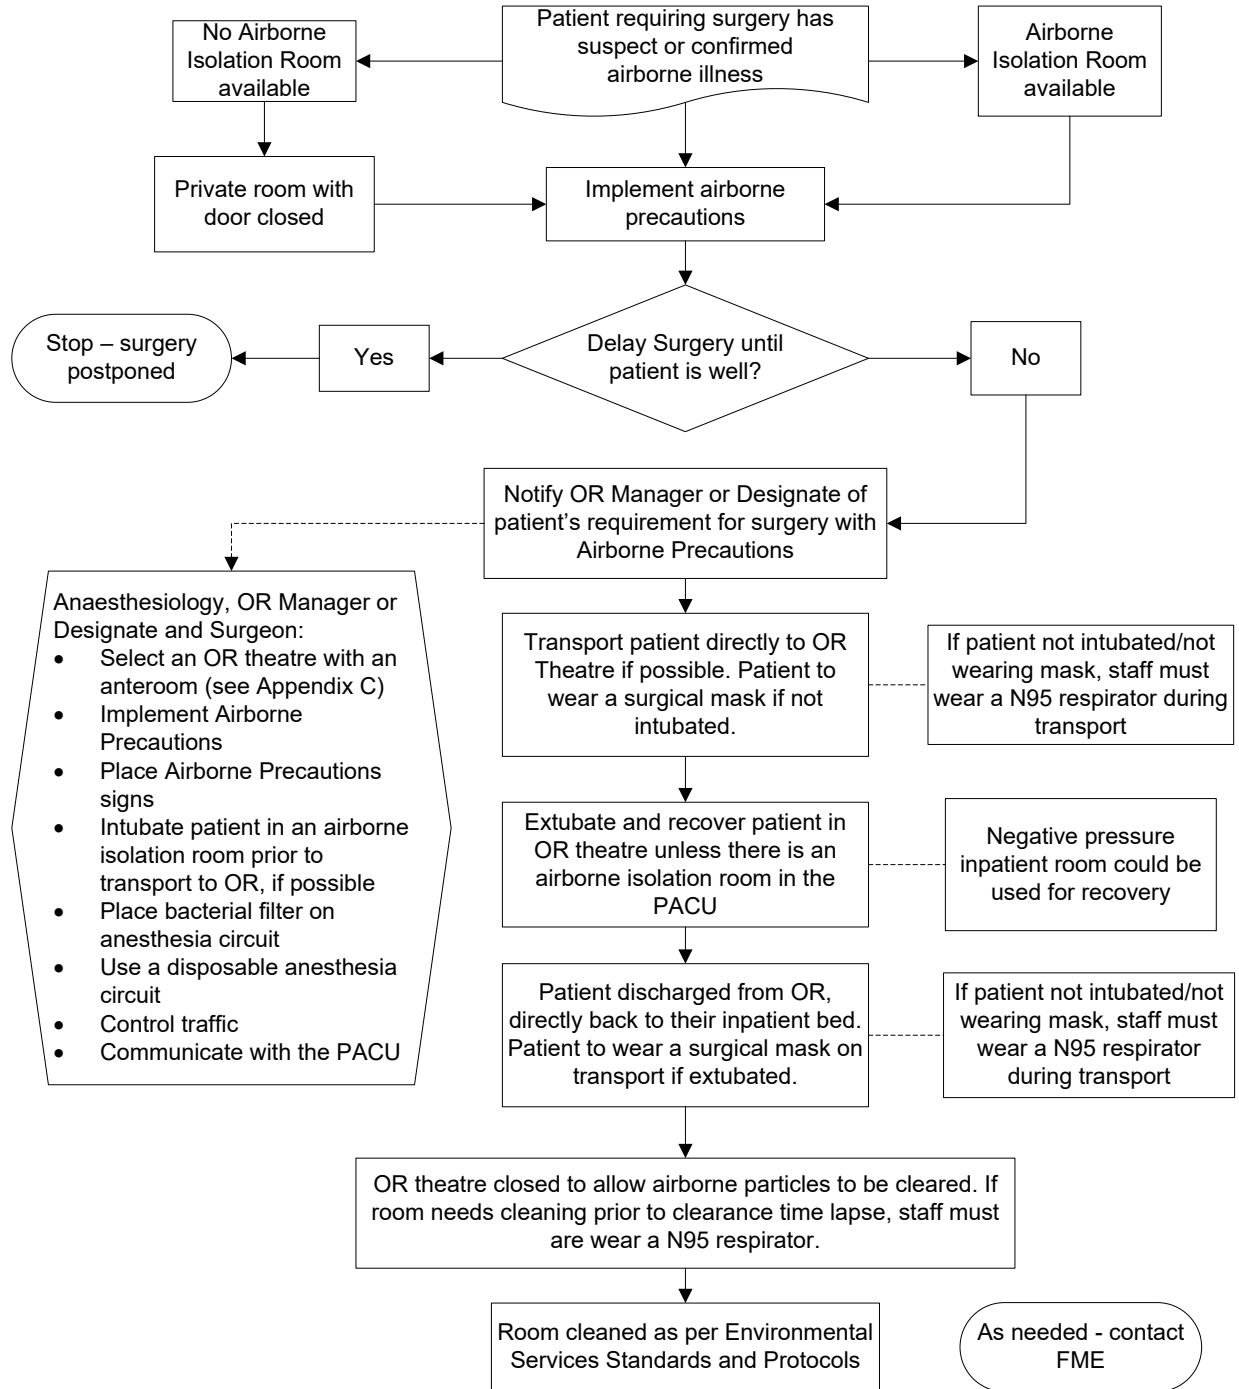 No Airborne
Isolation Room
available
Patient requiring surgery has
suspect or confirmed
airborne illness
Airborne
Isolation Room
available
Private room with
door closed
Implement airborne
precautions
Stop – surgery
postponed
Yes
Delay Surgery until
patient is well?
No
Notify OR Manager or Designate of
patient’s requirement for surgery with
Airborne Precautions
Anaesthesiology, OR Manager or
Designate and Surgeon:
• Select an OR theatre with an
anteroom (see Appendix C)
• Implement Airborne
Precautions
• Place Airborne Precautions
signs
• Intubate patient in an airborne
isolation room prior to
transport to OR, if possible
• Place bacterial filter on
anesthesia circuit
• Use a disposable anesthesia
circuit
• Control traffic
• Communicate with the PACU
Transport patient directly to OR
Theatre if possible. Patient to
wear a surgical mask if not
intubated.
If patient not intubated/not
wearing mask, staff must
wear a N95 respirator during
transport
Extubate and recover patient in
OR theatre unless there is an
airborne isolation room in the
PACU
Negative pressure
inpatient room could be
used for recovery
Patient discharged from OR,
directly back to their inpatient bed.
Patient to wear a surgical mask on
transport if extubated.
If patient not intubated/not
wearing mask, staff must
wear a N95 respirator
during transport
OR theatre closed to allow airborne particles to be cleared. If
room needs cleaning prior to clearance time lapse, staff must
are wear a N95 respirator.
Room cleaned as per Environmental
Services Standards and Protocols
As needed - contact
FME